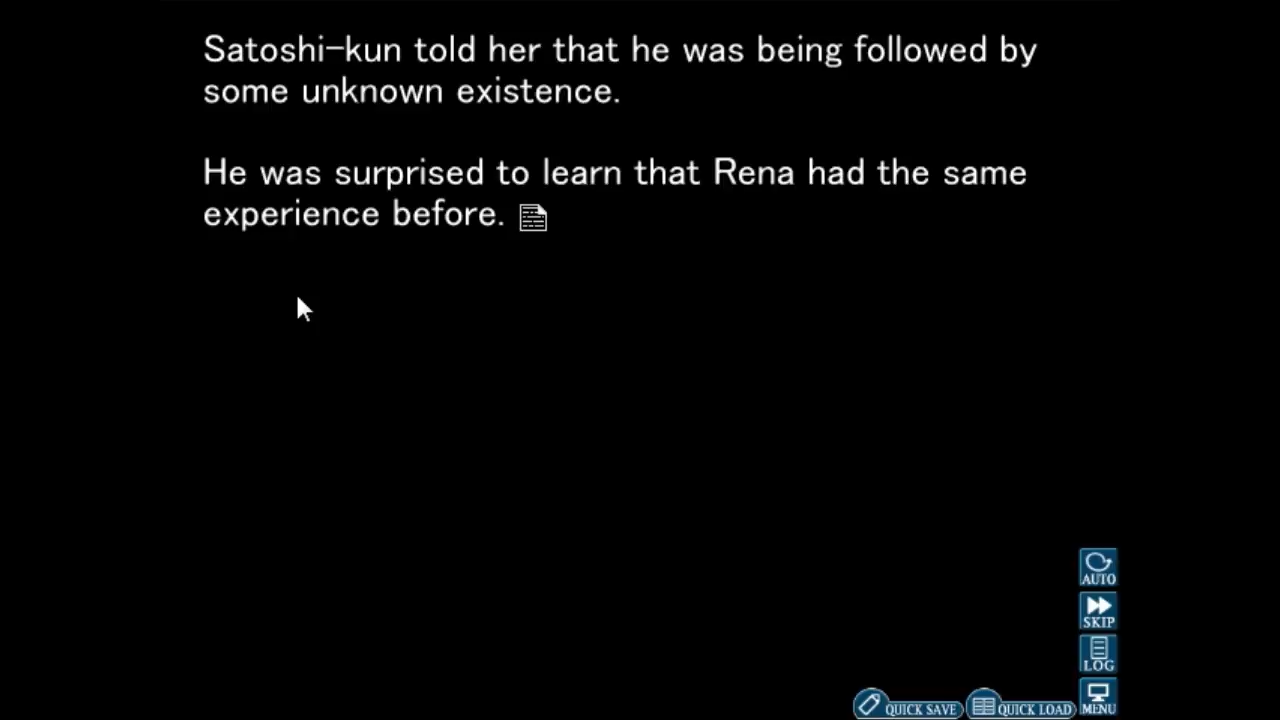 Satoshi-kun told her that he was being followed by
some unknown existence.
He was surprised to learn that Rena had the same
experience before.
AUTO
SKIP
LOG
MENU
QUICK SAVE
QUICK LOAD